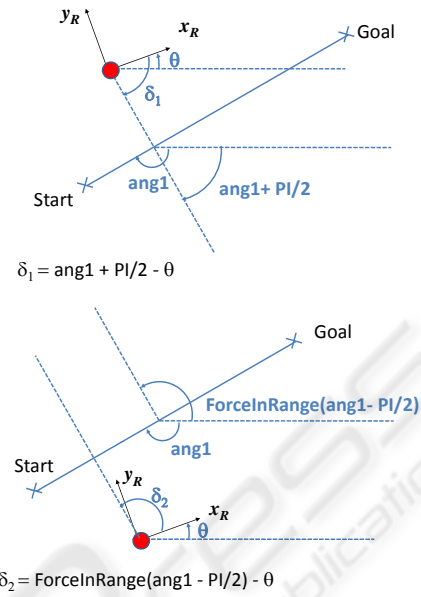 y_R
Goal
x_R
θ
δ₁
ang1
ang1+ PI/2
Start
δ₁ = ang1 + PI/2 - θ
Goal
ForceInRange(ang1- PI/2)
ang1
Start
y_R
δ₂
x_R
θ
δ₂ = ForceInRange(ang1 - PI/2) - θ